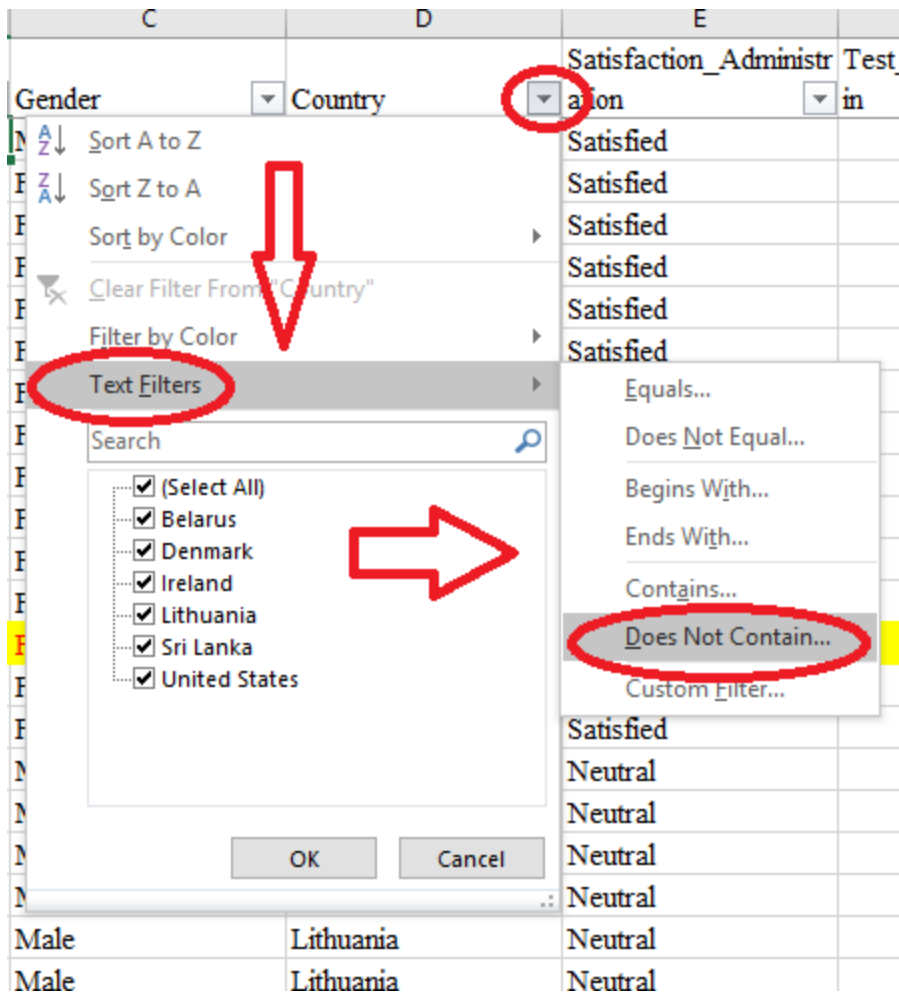 C D E
Satisfaction_Administr Test_
Gender Country ation in
Sort A to Z Satisfied
Sort Z to A Satisfied
Sort by Color Satisfied
Satisfied
Clear Filter From "Country" Satisfied
Filter by Color Satisfied
Text Filters Equals...
Search Does Not Equal...
(Select All) Begins With...
Belarus Ends With...
Denmark
Ireland Contains...
Lithuania Does Not Contain...
Sri Lanka
United States Custom Filter...
Satisfied
Neutral
Neutral
OK Cancel Neutral
Neutral
Male Lithuania Neutral
Male Lithuania Neutral